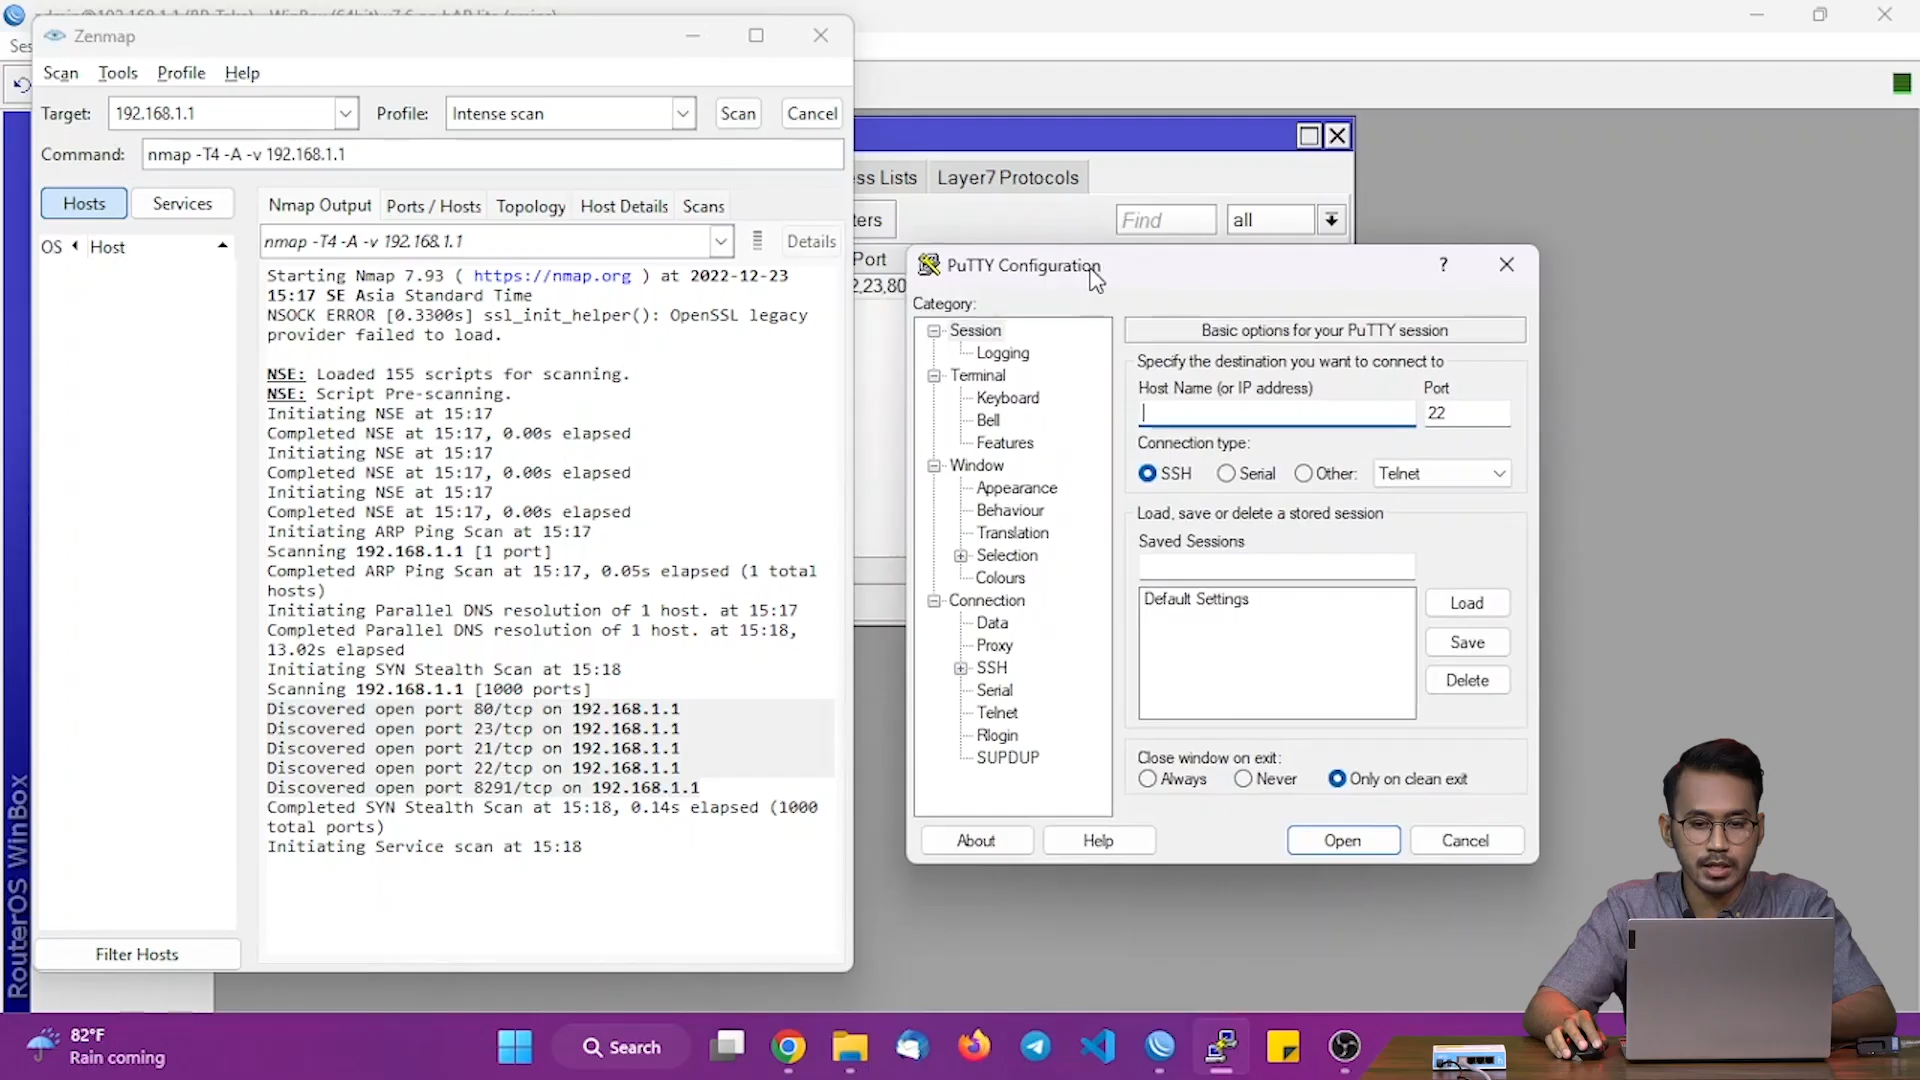 Zenmap
Scan Tools Profile Help
Target: 192.168.1.1 Profile: Intense scan Scan Cancel
Command: nmap -T4 -A -v 192.168.1.1
Hosts Services
OS Host
Nmap Output Ports / Hosts Topology Host Details Scans
nmap -T4 -A -v 192.168.1.1 Details
Starting Nmap 7.93 ( https://nmap.org ) at 2022-12-23
15:17 SE Asia Standard Time
NSOCK ERROR [0.3300s] ssl_init_helper(): OpenSSL legacy
provider failed to load.
NSE: Loaded 155 scripts for scanning.
NSE: Script Pre-scanning.
Initiating NSE at 15:17
Completed NSE at 15:17, 0.00s elapsed
Initiating NSE at 15:17
Completed NSE at 15:17, 0.00s elapsed
Initiating NSE at 15:17
Completed NSE at 15:17, 0.00s elapsed
Initiating ARP Ping Scan at 15:17
Scanning 192.168.1.1 [1 port]
Completed ARP Ping Scan at 15:17, 0.05s elapsed (1 total
hosts)
Initiating Parallel DNS resolution of 1 host. at 15:17
Completed Parallel DNS resolution of 1 host. at 15:18,
13.02s elapsed
Initiating SYN Stealth Scan at 15:18
Scanning 192.168.1.1 [1000 ports]
Discovered open port 80/tcp on 192.168.1.1
Discovered open port 23/tcp on 192.168.1.1
Discovered open port 21/tcp on 192.168.1.1
Discovered open port 22/tcp on 192.168.1.1
Discovered open port 8291/tcp on 192.168.1.1
Completed SYN Stealth Scan at 15:18, 0.14s elapsed (1000
total ports)
Initiating Service scan at 15:18
Filter Hosts
RouterOS WinBox
Ses
ess Lists Layer7 Protocols
ters Find all
Port
2,23,80
PuTTY Configuration ?
Category:
Session
Logging
Terminal
Keyboard
Bell
Features
Window
Appearance
Behaviour
Translation
Selection
Colours
Connection
Data
Proxy
SSH
Serial
Telnet
Rlogin
SUPDUP
Basic options for your PuTTY session
Specify the destination you want to connect to
Host Name (or IP address) Port
22
Connection type:
SSH Serial Other: Telnet
Load, save or delete a stored session
Saved Sessions
Default Settings
Load
Save
Delete
Close window on exit:
Always Never Only on clean exit
About Help Open Cancel
82°F
Rain coming
Search